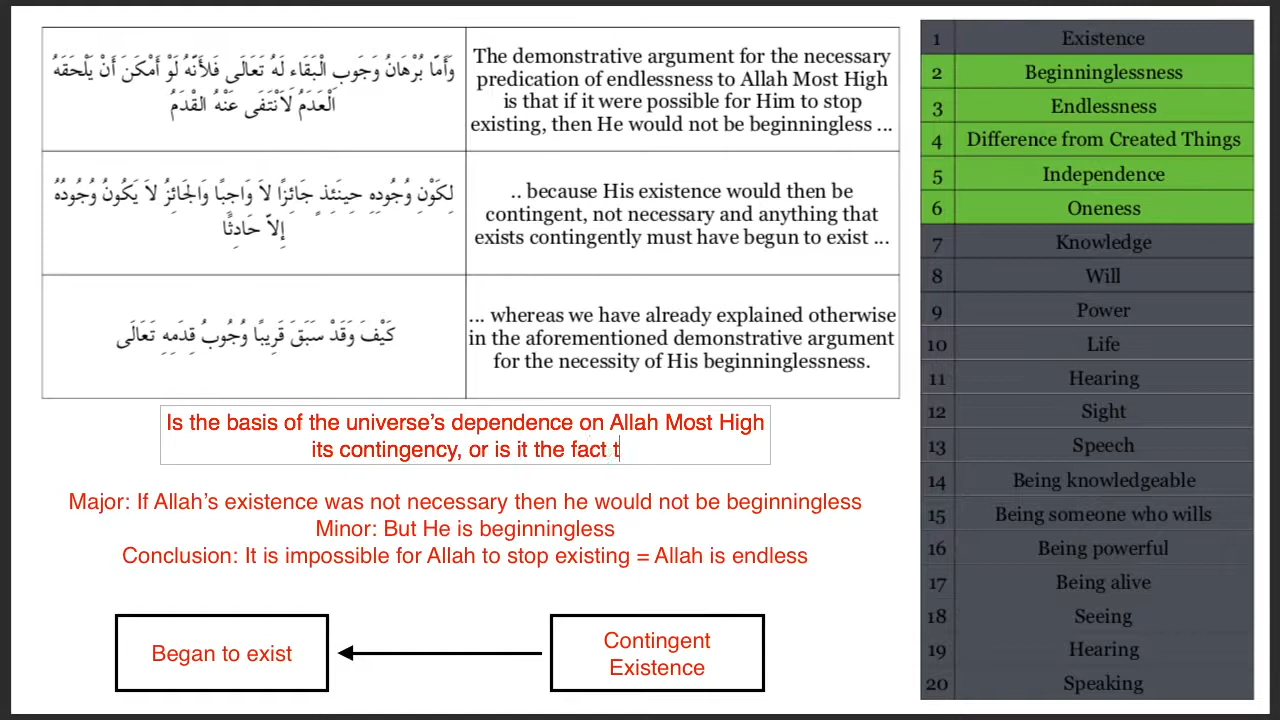 وَأَمَّا بُرْهَانُ وَجَوبِ الْبَقَاءِ لَهُ تَعَالَى فَلأَنَّهُ لَوْ أَمْكَنَ أَنْ يَلْحَقَهُ
الْعَدَمُ لاَنْتَفَى عَنْهُ القْدَمُ
The demonstrative argument for the necessary
predication of endlessness to Allah Most High
is that if it were possible for Him to stop
existing, then He would not be beginningless ...
لِكَوْنِ وُجُودِهِ حِينَئِذٍ جَائِزًا لاَ وَاجِبًا وَالْجَائِزُ لاَ يَكُونُ وُجُودُهُ
إِلاَّ حَادِثًا
.. because His existence would then be
contingent, not necessary and anything that
exists contingently must have begun to exist ...
كَيْفَ وَقَدْ سَبَقَ قَرِيبًا وُجُوبُ قِدَمِهِ تَعَالَى
... whereas we have already explained otherwise
in the aforementioned demonstrative argument
for the necessity of His beginninglessness.
Is the basis of the universe's dependence on Allah Most High
its contingency, or is it the fact t
Major: If Allah's existence was not necessary then he would not be beginningless
Minor: But He is beginningless
Conclusion: It is impossible for Allah to stop existing = Allah is endless
Began to exist
Contingent
Existence
1 Existence
2 Beginninglessness
3 Endlessness
4 Difference from Created Things
5 Independence
6 Oneness
7 Knowledge
8 Will
9 Power
10 Life
11 Hearing
12 Sight
13 Speech
14 Being knowledgeable
15 Being someone who wills
16 Being powerful
17 Being alive
18 Seeing
19 Hearing
20 Speaking